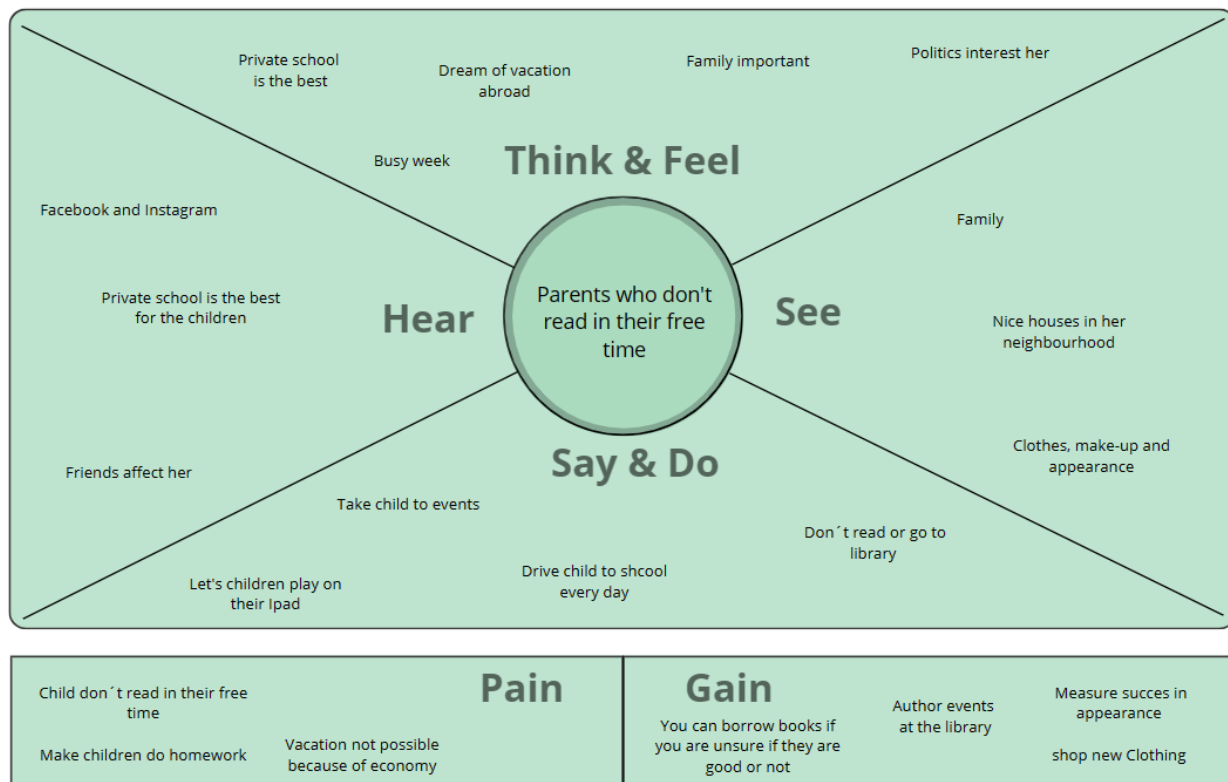 Private school
is the best
Dream of vacation
abroad
Family important
Politics interest her
Busy week
Think & Feel
Facebook and Instagram
Private school is the best
for the children
Friends affect her
Hear
Parents who don't
read in their free
time
See
Family
Nice houses in her
neighbourhood
Clothes, make-up and
appearance
Say & Do
Take child to events
Let's children play on
their Ipad
Drive child to shcool
every day
Don´t read or go to
library
Pain
Child don´t read in their free
time
Make children do homework
Vacation not possible
because of economy
Gain
You can borrow books if
you are unsure if they are
good or not
Author events
at the library
Measure succes in
appearance
shop new Clothing